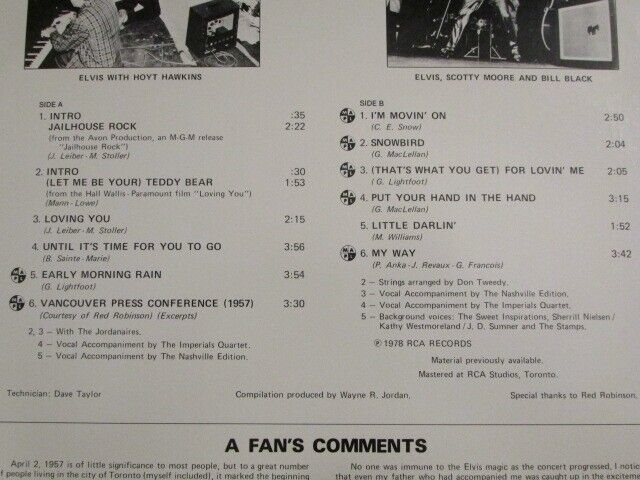 ELVIS WITH HOYT HAWKINS
ELVIS, SCOTTY MOORE AND BILL BLACK
SIDE A
1. INTRO :35
JAILHOUSE ROCK 2:22
(from the Avon Production, an M-G-M release
"Jailhouse Rock")
(J. Leiber - M. Stoller)
2. INTRO :30
(LET ME BE YOUR) TEDDY BEAR 1:53
(from the Hall Wallis - Paramount film "Loving You")
(Mann - Lowe)
3. LOVING YOU 2:15
(J. Leiber - M. Stoller)
4. UNTIL IT'S TIME FOR YOU TO GO 3:56
(B. Sainte - Marie)
5. EARLY MORNING RAIN 3:54
(G. Lightfoot)
6. VANCOUVER PRESS CONFERENCE (1957) 3:30
(Courtesy of Red Robinson) (Excerpts)
2, 3 – With The Jordanaires.
4 – Vocal Accompaniment by The Imperials Quartet.
5 – Vocal Accompaniment by The Nashville Edition.
SIDE B
1. I'M MOVIN' ON 2:50
(C. E. Snow)
2. SNOWBIRD 2:04
(G. MacLellan)
3. (THAT'S WHAT YOU GET) FOR LOVIN' ME 2:05
(G. Lightfoot)
4. PUT YOUR HAND IN THE HAND 3:15
(G. MacLellan)
5. LITTLE DARLIN' 1:52
(M. Williams)
6. MY WAY 3:42
(P. Anka - J. Revaux - G. Francois)
2 – Strings arranged by Don Tweedy.
3 – Vocal Accompaniment by The Nashville Edition.
4 – Vocal Accompaniment by The Imperials Quartet.
5 – Background voices: The Sweet Inspirations, Sherrill Nielsen /
Kathy Westmoreland / J. D. Sumner and The Stamps.
℗ 1978 RCA RECORDS
Material previously available.
Mastered at RCA Studios, Toronto.
Technician: Dave Taylor
Compilation produced by Wayne R. Jordan,
Special thanks to Red Robinson.
A FAN'S COMMENTS
April 2, 1957 is of little significance to most people, but to a great number
of people living in the city of Toronto (myself included), it marked the beginning
No one was immune to the Elvis magic as the concert progressed, I notic
that even my father who had accompanied me was caught up in the exciteme